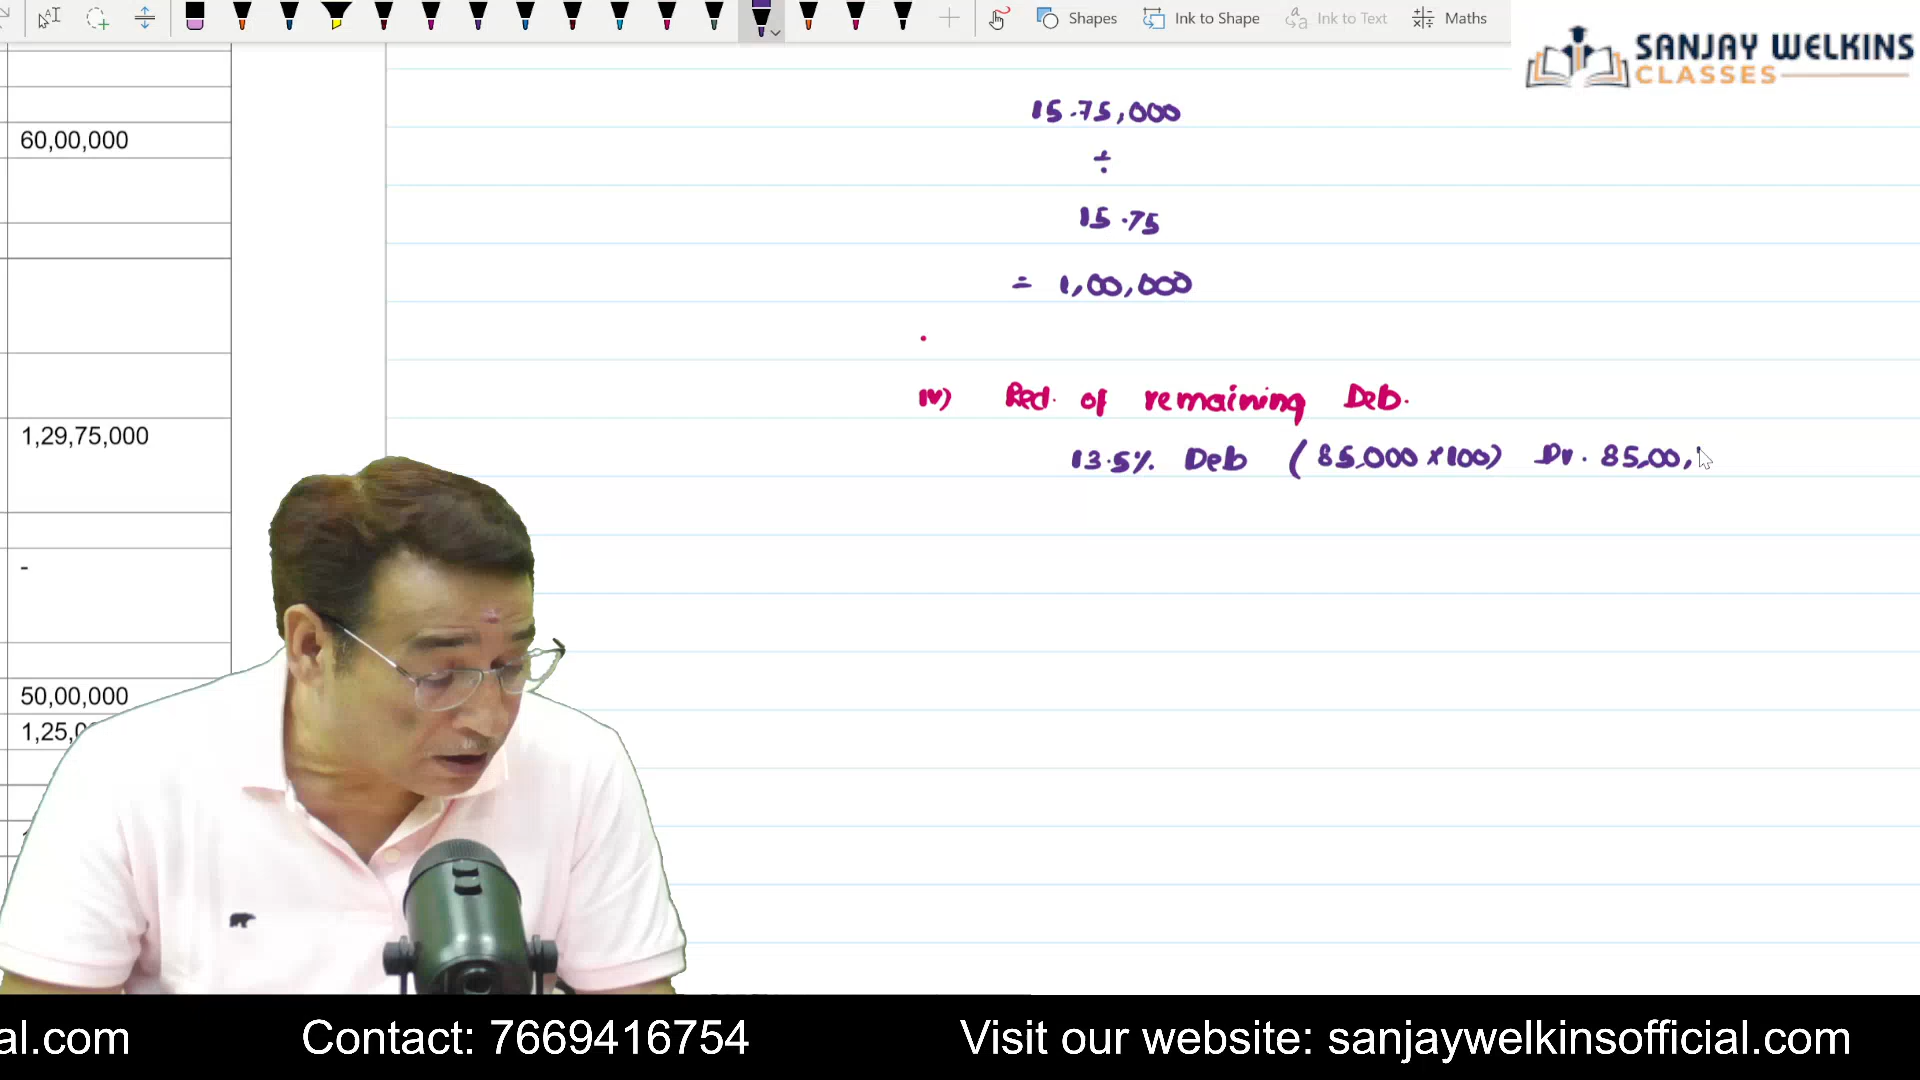 Shapes
Ink to Shape
Ink to Text
Maths
SANJAY WELKINS
CLASSES
60,00,000
1,29,75,000
-
50,00,000
15.75,000
÷
15.75
= 1,00,000
IV) Red. of remaining Deb.
13.5% Deb (85,000 x 100) Dr. 85,00,
al.com
Contact: 7669416754
Visit our website: sanjaywelkinsofficial.com